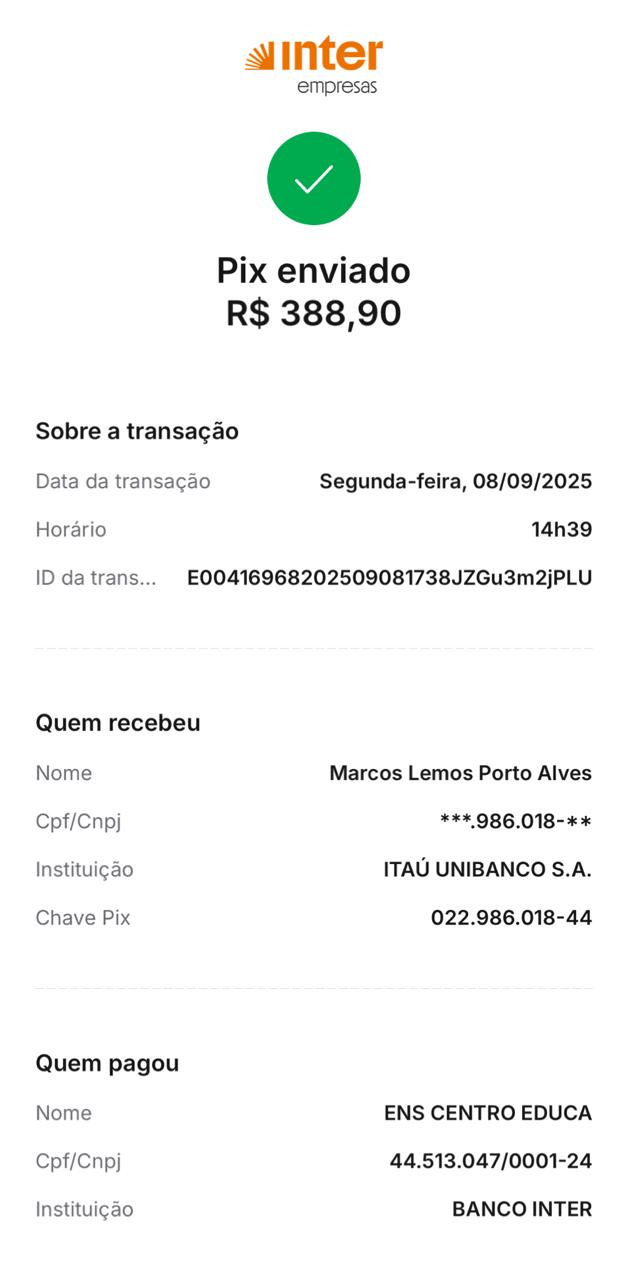 inter
empresas
Pix enviado
R$ 388,90
Sobre a transação
Data da transação Segunda-feira, 08/09/2025
Horário 14h39
ID da trans... E00416968202509081738JZGu3m2jPLU
Quem recebeu
Nome Marcos Lemos Porto Alves
Cpf/Cnpj ***.986.018-**
Instituição ITAÚ UNIBANCO S.A.
Chave Pix 022.986.018-44
Quem pagou
Nome ENS CENTRO EDUCA
Cpf/Cnpj 44.513.047/0001-24
Instituição BANCO INTER